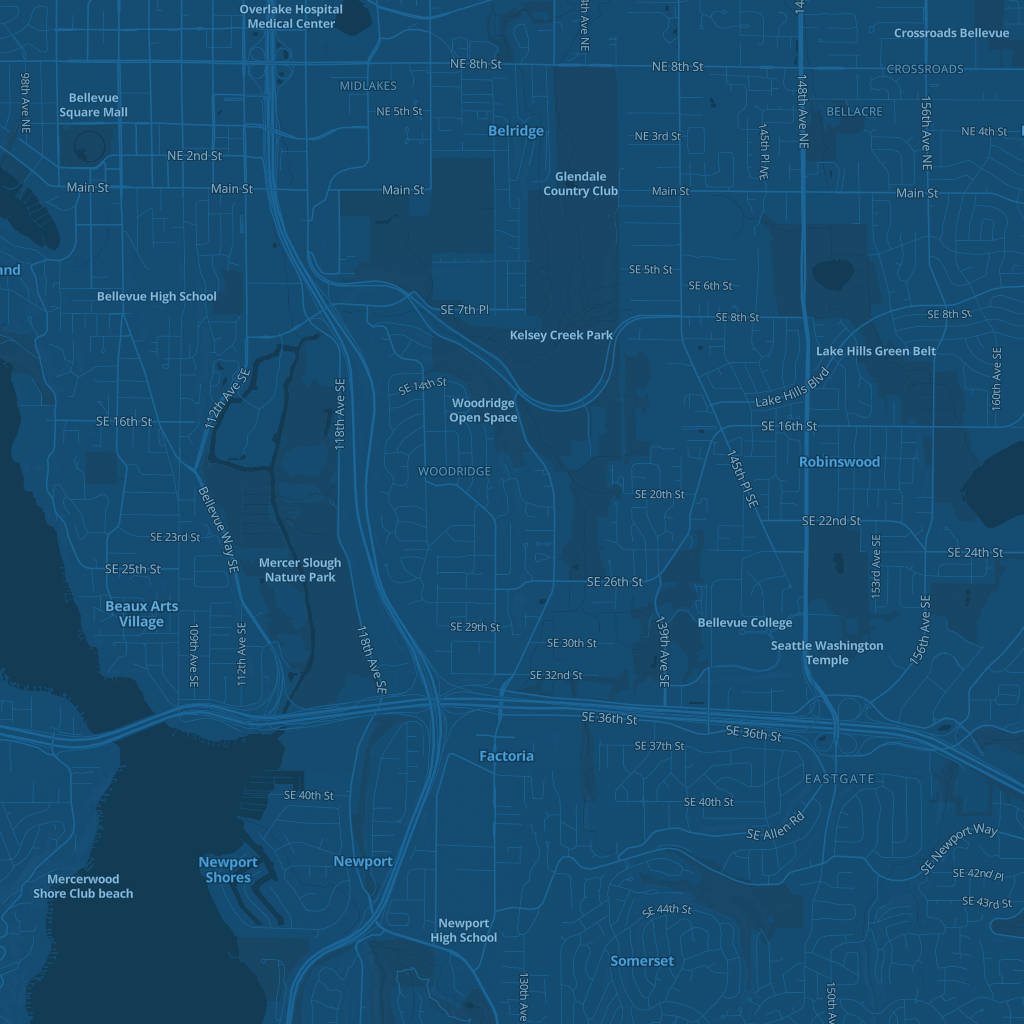 Overlake Hospital
Medical Center
4th Ave NE
14
Crossroads Bellevue
NE 8th St
NE 8th St
CROSSROADS
98th Ave NE
MIDLAKES
Bellevue
Square Mall
NE 5th St
148th Ave NE
BELLACRE
156th Ave NE
Belridge
NE 3rd St
145th Pl NE
NE 4th St
NE 2nd St
Main St
Main St
Main St
Glendale
Country Club
Main St
Main St
and
SE 5th St
SE 6th St
Bellevue High School
SE 7th Pl
SE 8th St
SE 8th St
Kelsey Creek Park
Lake Hills Green Belt
160th Ave SE
112th Ave SE
118th Ave SE
SE 14th St
Lake Hills Blvd
Woodridge
Open Space
SE 16th St
SE 16th St
WOODRIDGE
145th Pl SE
Robinswood
SE 20th St
Bellevue Way SE
SE 22nd St
SE 23rd St
153rd Ave SE
SE 24th St
Mercer Slough
Nature Park
SE 25th St
SE 26th St
Beaux Arts
Village
109th Ave SE
112th Ave SE
118th Ave SE
SE 29th St
SE 30th St
139th Ave SE
Bellevue College
156th Ave SE
Seattle Washington
Temple
SE 32nd St
SE 36th St
SE 36th St
Factoria
SE 37th St
EASTGATE
SE 40th St
SE 40th St
SE Allen Rd
SE Newport Way
Newport
Shores
Newport
SE 42nd Pl
Mercerwood
Shore Club beach
SE 43rd St
SE 44th St
Newport
High School
Somerset
130th Ave
150th Av